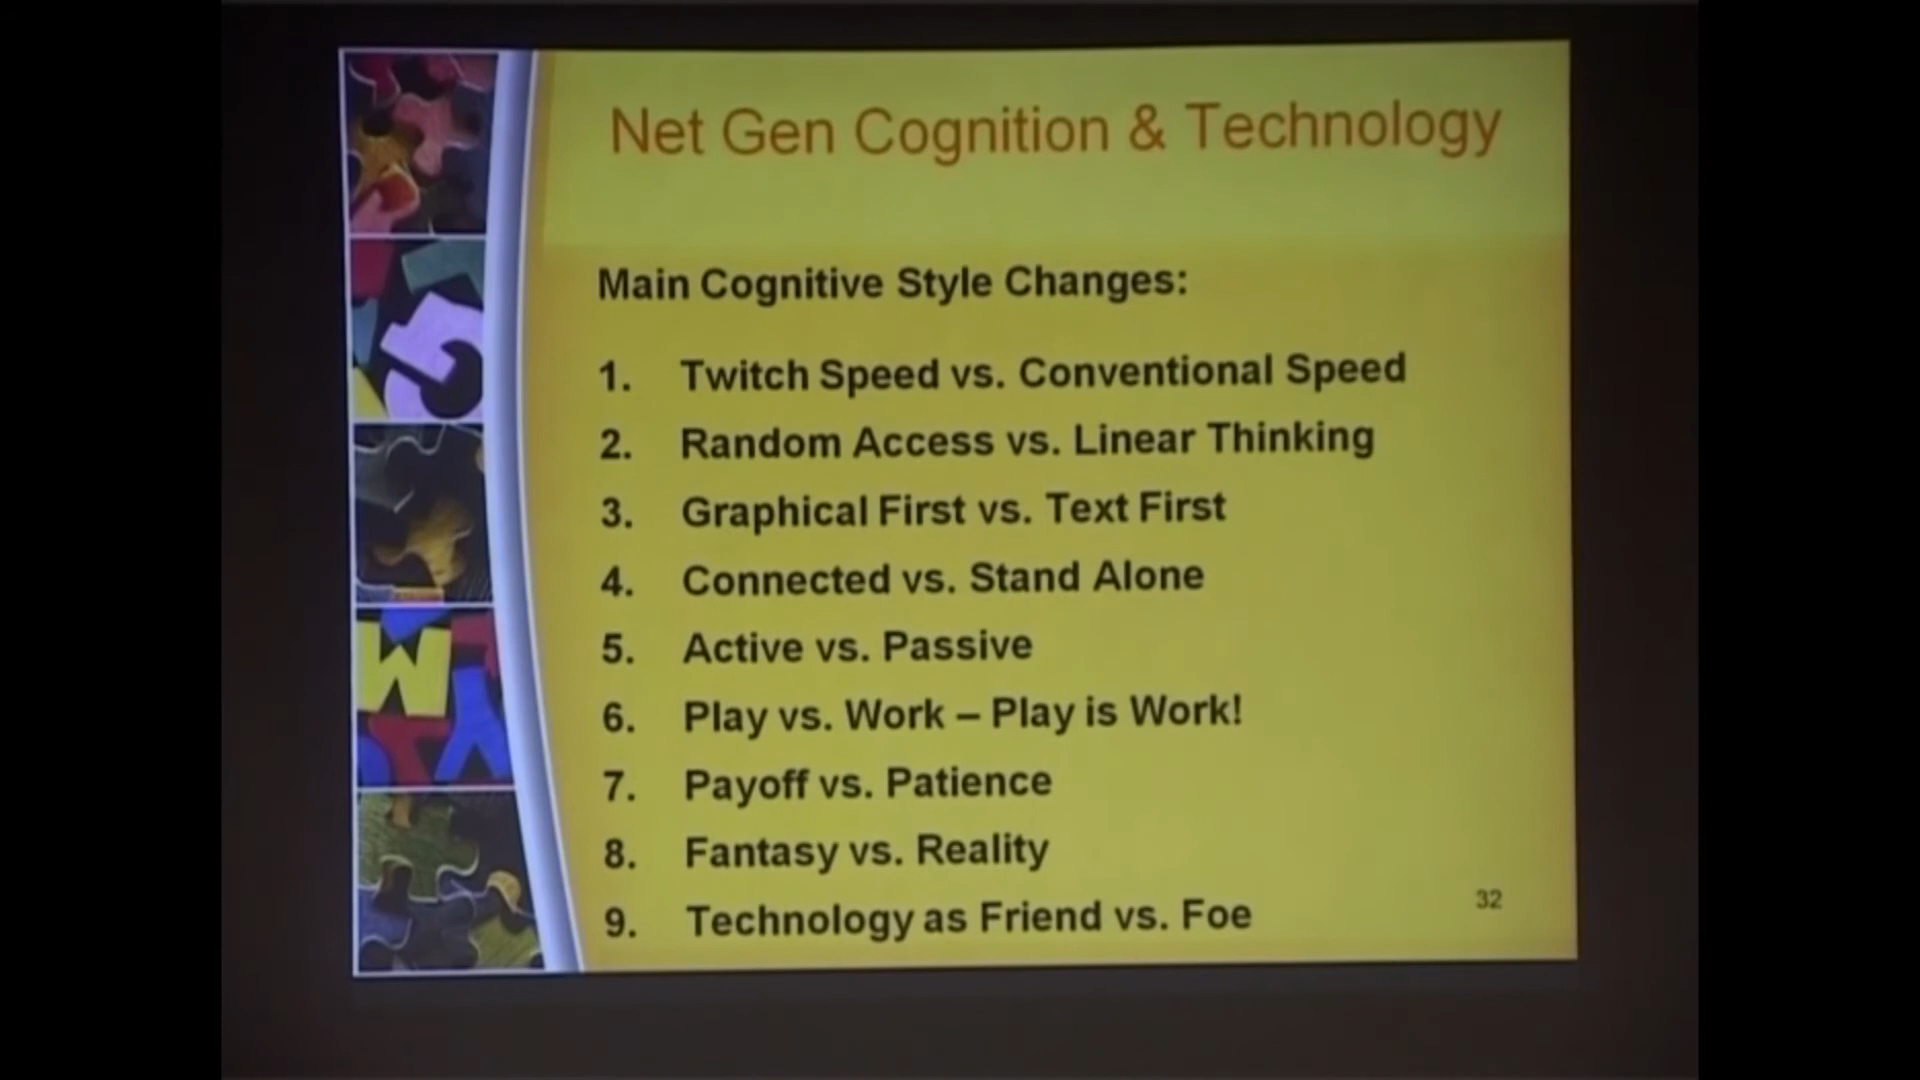 Net Gen Cognition & Technology
Main Cognitive Style Changes:
1. Twitch Speed vs. Conventional Speed
2. Random Access vs. Linear Thinking
3. Graphical First vs. Text First
4. Connected vs. Stand Alone
5. Active vs. Passive
6. Play vs. Work – Play is Work!
7. Payoff vs. Patience
8. Fantasy vs. Reality
9. Technology as Friend vs. Foe
32